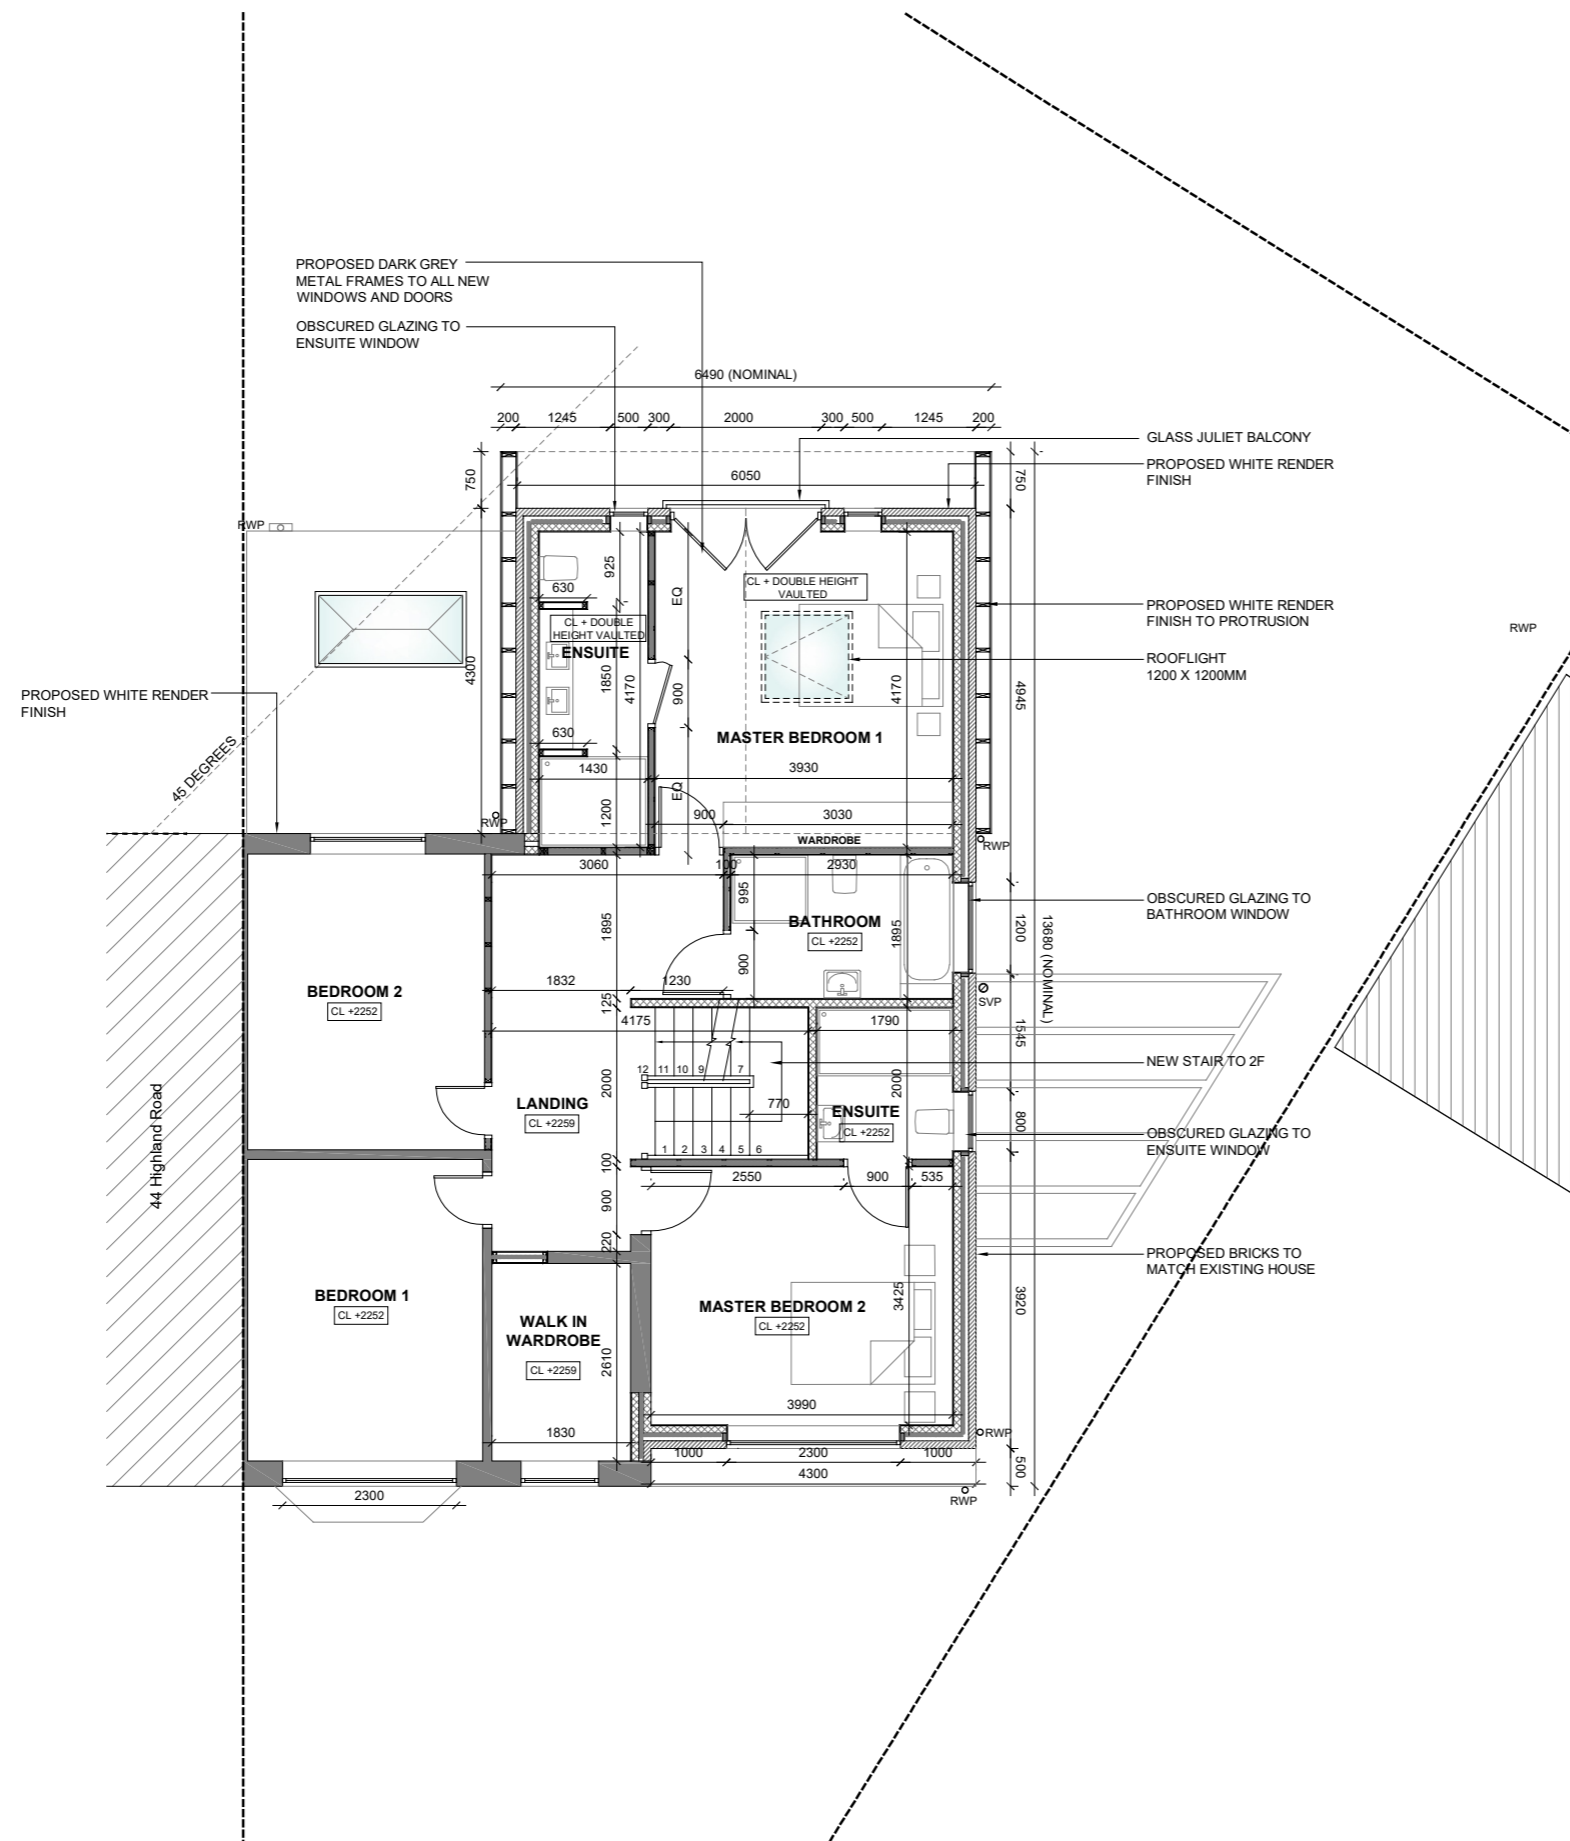 PROPOSED DARK GREY
METAL FRAMES TO ALL NEW
WINDOWS AND DOORS
OBSCURED GLAZING TO
ENSUITE WINDOW
6490 (NOMINAL)
200 1245 500 300 2000 300 500 1245 200
GLASS JULIET BALCONY
PROPOSED WHITE RENDER
FINISH
750
6050
750
RWP
925
630
EQ
CL + DOUBLE HEIGHT
VAULTED
CL + DOUBLE
HEIGHT VAULTED
ENSUITE
PROPOSED WHITE RENDER
FINISH TO PROTRUSION
RWP
ROOFLIGHT
1200 X 1200MM
4300
1850
4170
900
4170
4945
PROPOSED WHITE RENDER
FINISH
630
MASTER BEDROOM 1
45 DEGREES
1430
3930
EQ
1200
900
3030
RWP
WARDROBE
RWP
3060
100
2930
995
OBSCURED GLAZING TO
BATHROOM WINDOW
1895
BATHROOM
CL +2252
1895
1200
13680 (NOMINAL)
900
BEDROOM 2
CL +2252
1832
1230
SVP
125
4175
1790
1545
NEW STAIR TO 2F
12 11 10 9 7
2000
2000
770
LANDING
CL +2259
ENSUITE
CL +2252
800
OBSCURED GLAZING TO
ENSUITE WINDOW
1 2 3 4 5 6
44 Highland Road
100
2550
900
535
900
220
PROPOSED BRICKS TO
MATCH EXISTING HOUSE
BEDROOM 1
CL +2252
MASTER BEDROOM 2
CL +2252
3425
3920
WALK IN
WARDROBE
CL +2259
2610
3990
1830
RWP
1000
2300
1000
4300
500
2300
RWP